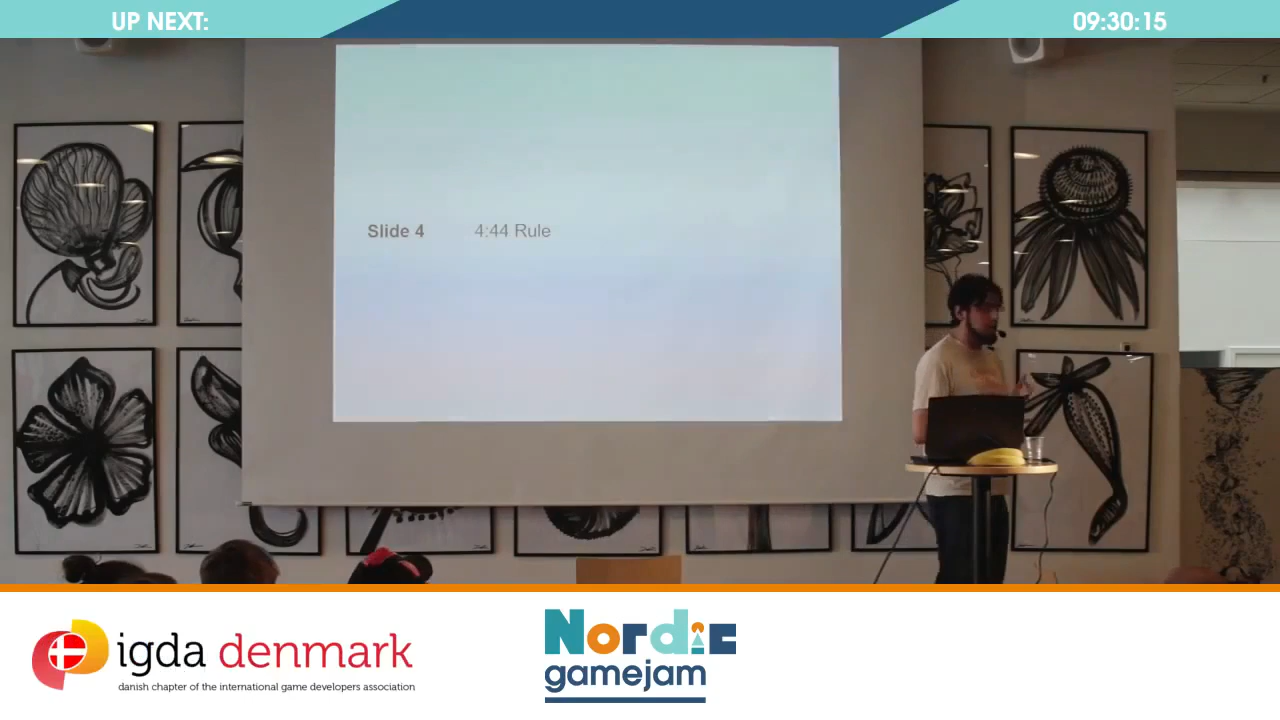 UP NEXT:
09:30:15
Slide 4 4:44 Rule
igda denmark
danish chapter of the international game developers association
Nordic
gamejam